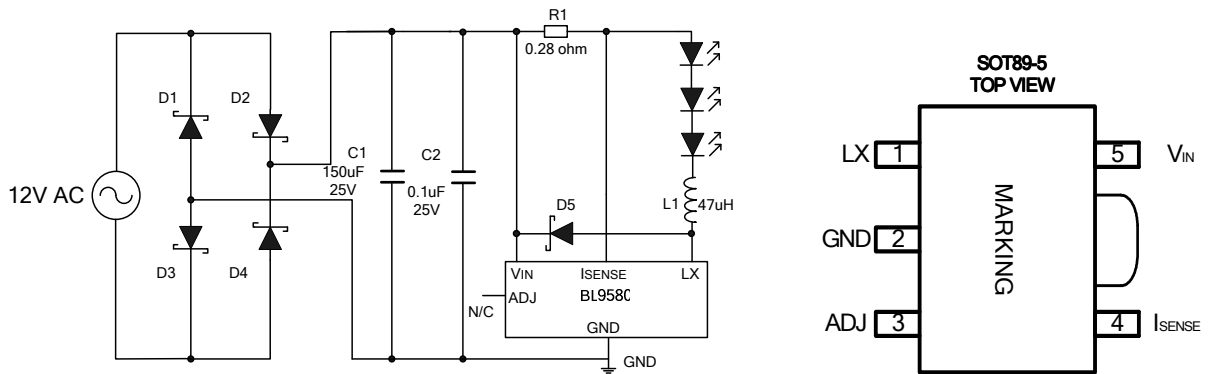 R1
0.28 ohm
D1
D2
C1
150uF
25V
C2
0.1uF
25V
12V AC
L1
47uH
D5
D3
D4
VIN
ISENSE
LX
ADJ
BL9580
N/C
GND
GND
SOT89-5
TOP VIEW
LX 1
5 VIN
MARKING
GND 2
ADJ 3
4 ISENSE